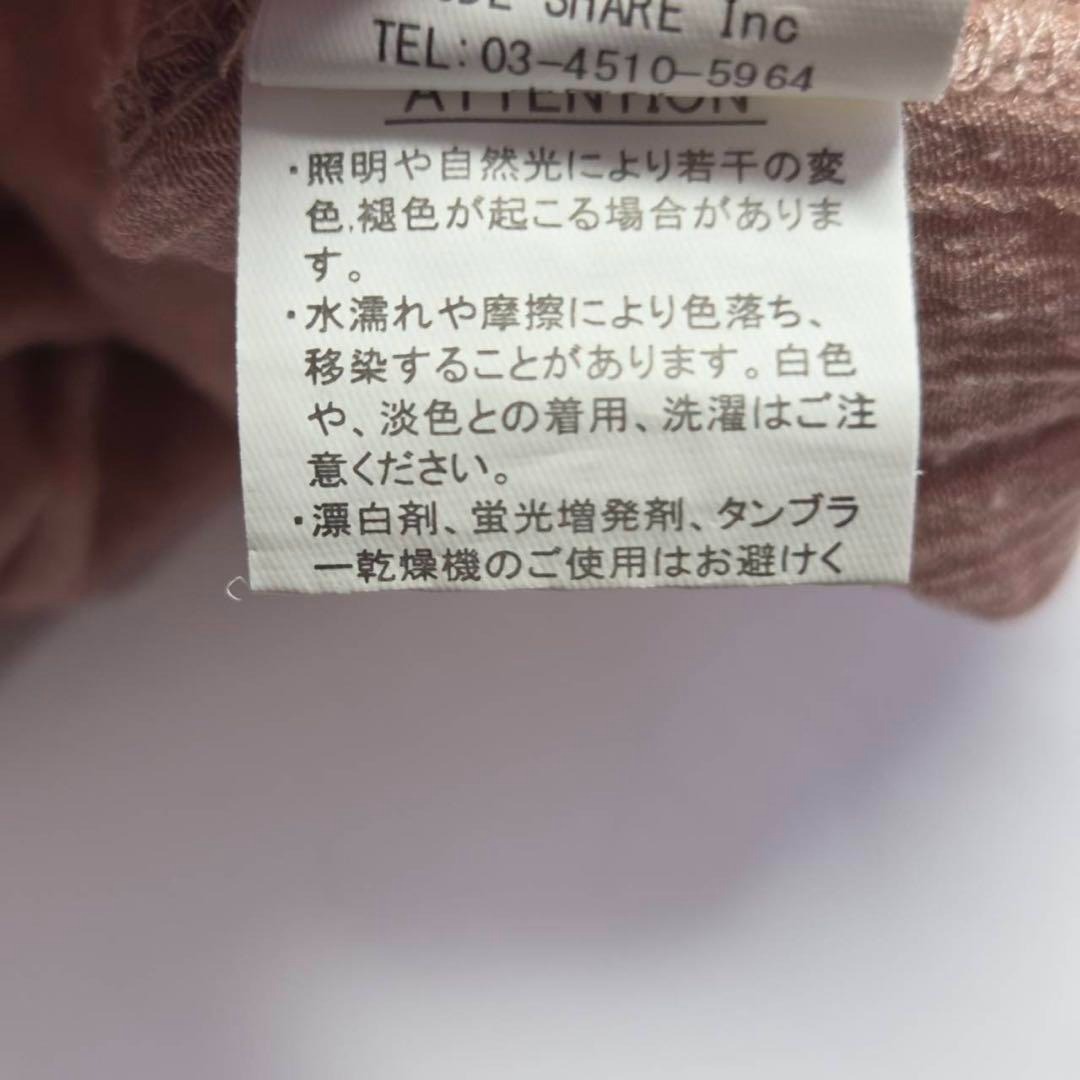 SHARE Inc
TEL:03-4510-5964
ATTENTION
・照明や自然光により若干の変
色,褪色が起こる場合がありま
す。
・水濡れや摩擦により色落ち、
移染することがあります。白色
や、淡色との着用、洗濯はご注
意ください。
・漂白剤、蛍光増発剤、タンブラ
ー乾燥機のご使用はお避けく